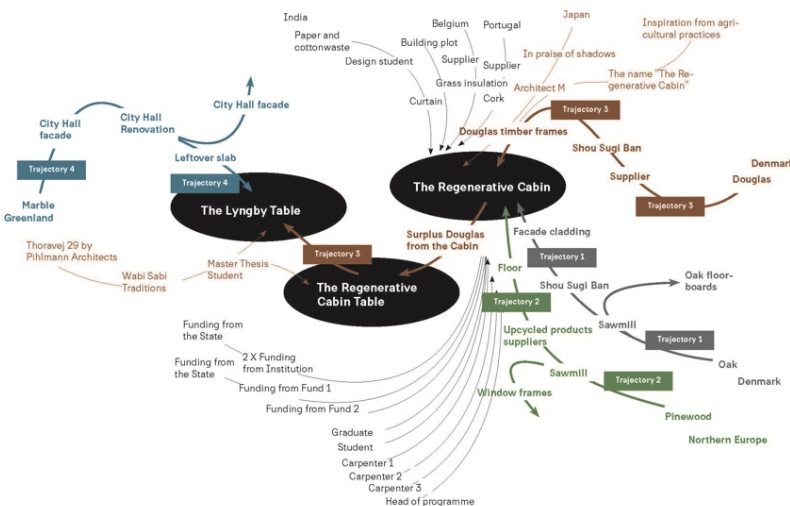 India
Paper and
cottonwaste
Design student
Building plot
Curtain
Belgium
Supplier
Grass insulation
Portugal
Supplier
Cork
Japan
In praise of shadows
Architect M
Inspiration from agri-
cultural practices
The name "The Re-
generative Cabin"
Trajectory 3
Douglas timber frames
Shou Sugi Ban
Supplier
Trajectory 3
Denmark
Douglas
City Hall facade
City Hall
Renovation
City Hall
facade
Leftover slab
Trajectory 4
Trajectory 4
Marble
Greenland
The Lyngby Table
The Regenerative Cabin
Thoravej 29 by
Pihlmann Architects
Wabi Sabi
Traditions
Master Thesis
Student
Trajectory 3
Surplus Douglas
from the Cabin
The Regenerative
Cabin Table
Facade cladding
Trajectory 1
Shou Sugi Ban
Oak floor-
boards
Sawmill
Trajectory 1
Oak
Denmark
Floor
Trajectory 2
Upcycled products
suppliers
Sawmill
Window frames
Trajectory 2
Pinewood
Northern Europe
Funding from
the State
2 X Funding
from Institution
Funding from
the State
Funding from Fund 1
Funding from Fund 2
Graduate
Student
Carpenter 1
Carpenter 2
Carpenter 3
Head of programme